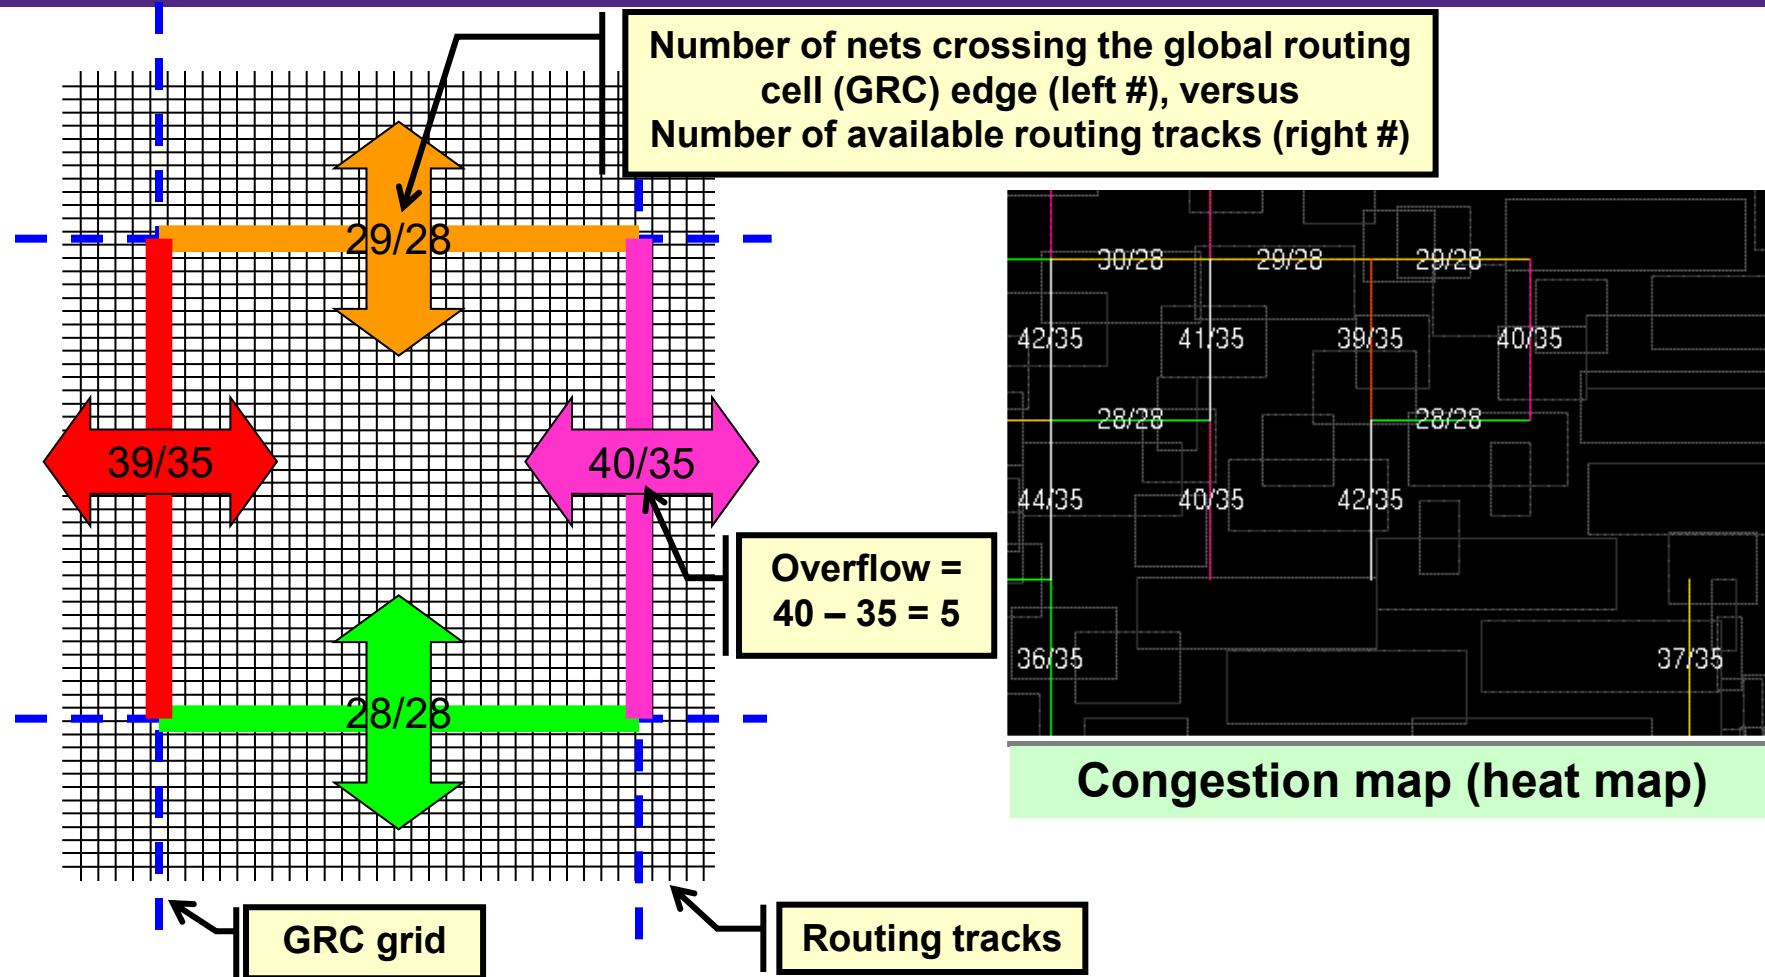 Number of nets crossing the global routing
cell (GRC) edge (left #), versus
Number of available routing tracks (right #)
29/28
39/35
40/35
28/28
Overflow =
40 – 35 = 5
GRC grid
Routing tracks
30/28 29/28 29/28
42/35 41/35 39/35 40/35
28/28 28/28
44/35 40/35 42/35
36/35 37/35
Congestion map (heat map)